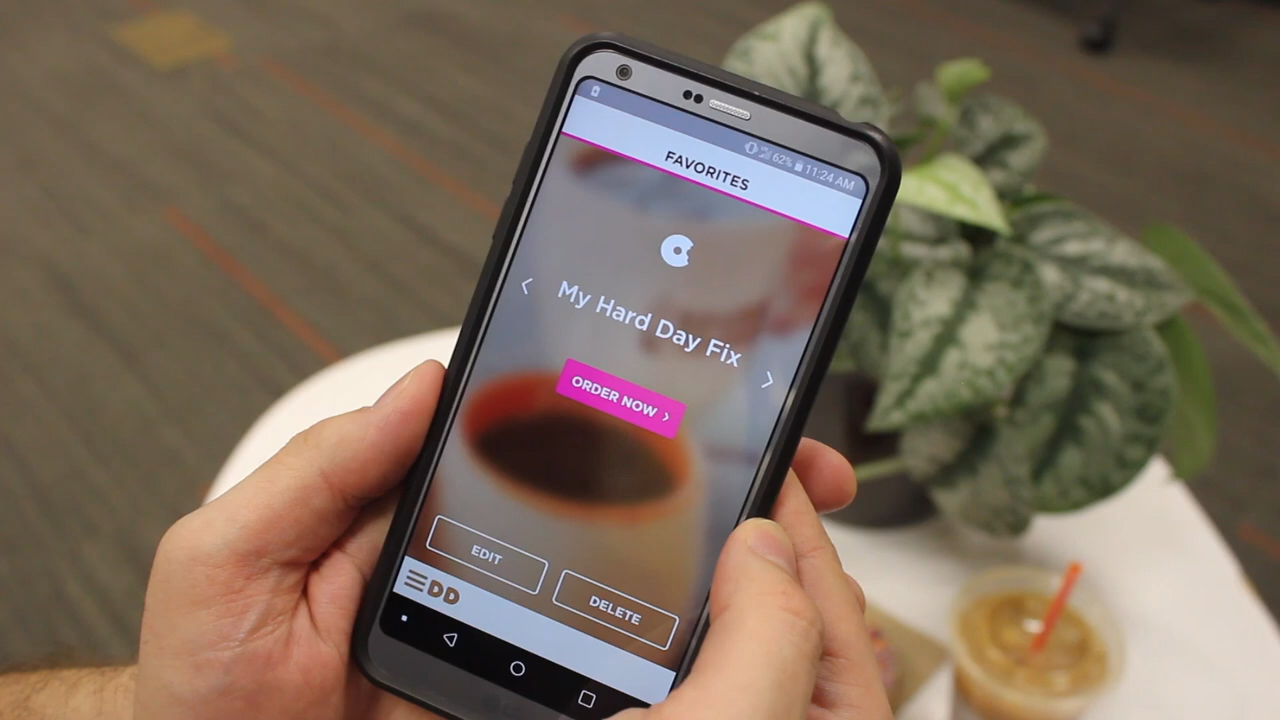 62% 11:24 AM
FAVORITES
My Hard Day Fix
ORDER NOW
EDIT
DELETE
DD